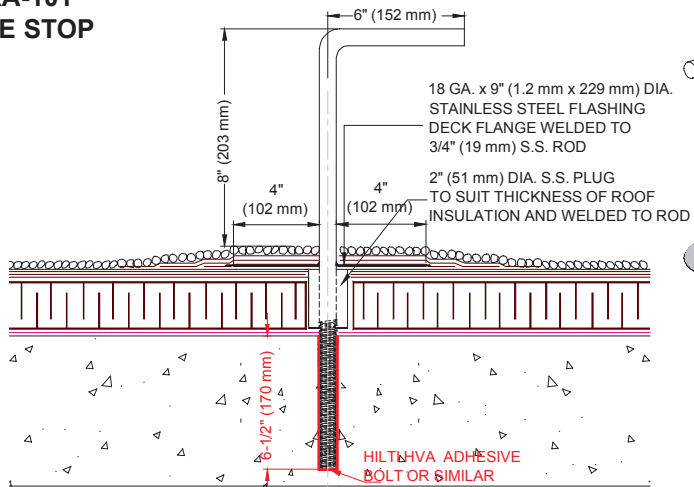 E STOP
6" (152 mm)
8" (203 mm)
18 GA. x 9" (1.2 mm x 229 mm) DIA.
STAINLESS STEEL FLASHING
DECK FLANGE WELDED TO
3/4" (19 mm) S.S. ROD
2" (51 mm) DIA. S.S. PLUG
TO SUIT THICKNESS OF ROOF
INSULATION AND WELDED TO ROD
4"
(102 mm)
4"
(102 mm)
6-1/2" (170 mm)
HILTI HVA ADHESIVE
BOLT OR SIMILAR